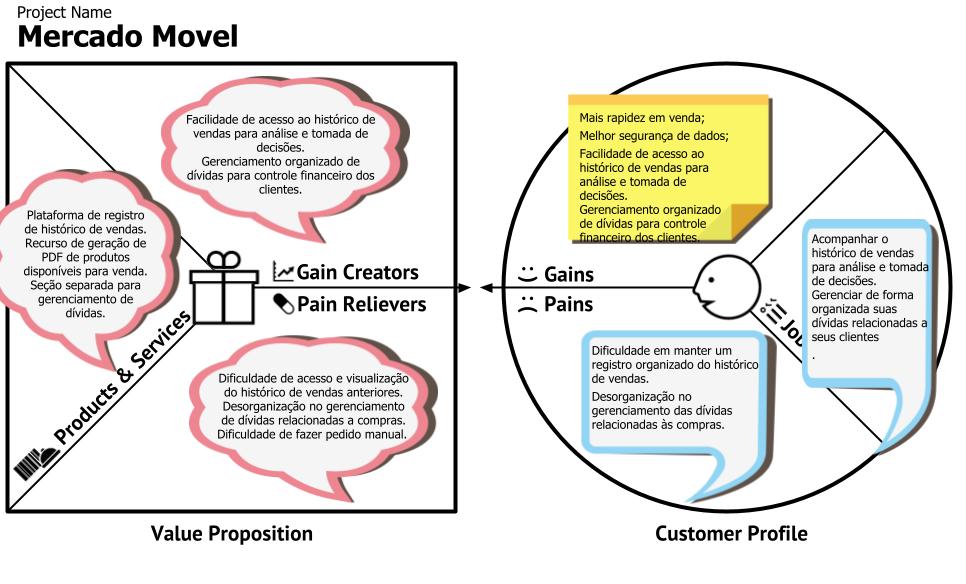 Project Name
Mercado Movel
Facilidade de acesso ao histórico de
vendas para análise e tomada de
decisões.
Gerenciamento organizado de
dívidas para controle financeiro dos
clientes.
Plataforma de registro
de histórico de vendas.
Recurso de geração de
PDF de produtos
disponíveis para venda.
Seção separada para
gerenciamento de
dívidas.
Gain Creators
Pain Relievers
Products & Services
Dificuldade de acesso e visualização
do histórico de vendas anteriores.
Desorganização no gerenciamento
de dívidas relacionadas a compras.
Dificuldade de fazer pedido manual.
Value Proposition
Mais rapidez em venda;
Melhor segurança de dados;
Facilidade de acesso ao
histórico de vendas para
análise e tomada de
decisões.
Gerenciamento organizado
de dívidas para controle
financeiro dos clientes.
Gains
Pains
Acompanhar o
histórico de vendas
para análise e tomada
de decisões.
Gerenciar de forma
organizada suas
dívidas relacionadas a
seus clientes
.
Dificuldade em manter um
registro organizado do histórico
de vendas.
Desorganização no
gerenciamento das dívidas
relacionadas às compras.
Customer Profile